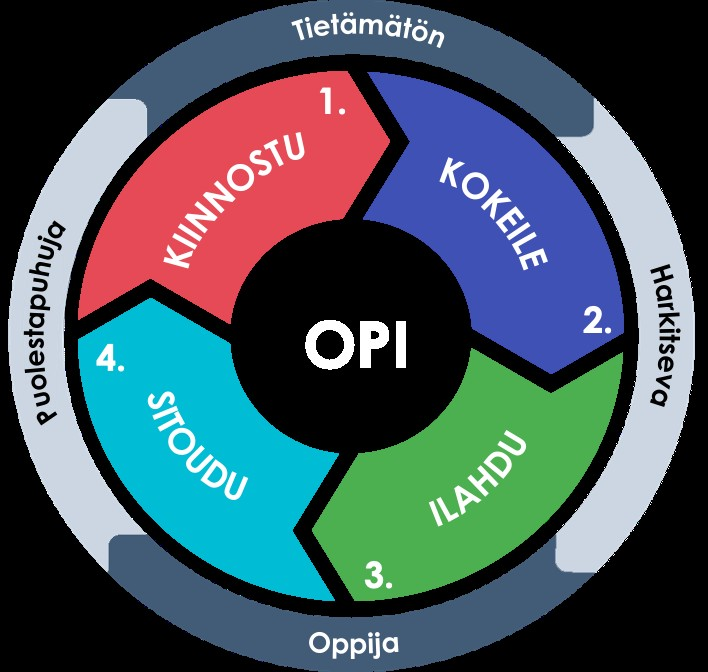 Tietämätön
1.
KIINNOSTU
KOKEILE
2.
Harkitseva
Puolestapuhuja
OPI
4.
SITOUDU
ILAHDU
3.
Oppija